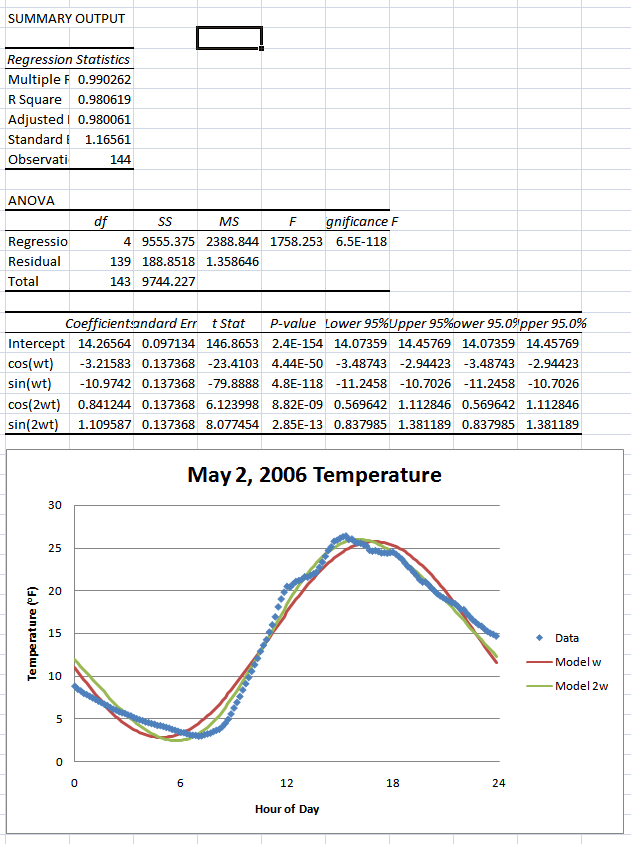 SUMMARY OUTPUT
Regression Statistics
Multiple R 0.990262
R Square 0.980619
Adjusted 0.980061
Standard E 1.16561
Observati 144
ANOVA
df SS MS F gnificance F
Regressio 4 9555.375 2388.844 1758.253 6.5E-118
Residual 139 188.8518 1.358646
Total 143 9744.227
Coefficients andard Err t Stat P-value Lower 95% Upper 95% ower 95.0% pper 95.0%
Intercept 14.26564 0.097134 146.8653 2.4E-154 14.07359 14.45769 14.07359 14.45769
cos(wt) -3.21583 0.137368 -23.4103 4.44E-50 -3.48743 -2.94423 -3.48743 -2.94423
sin(wt) -10.9742 0.137368 -79.8888 4.8E-118 -11.2458 -10.7026 -11.2458 -10.7026
cos(2wt) 0.841244 0.137368 6.123998 8.82E-09 0.569642 1.112846 0.569642 1.112846
sin(2wt) 1.109587 0.137368 8.077454 2.85E-13 0.837985 1.381189 0.837985 1.381189
May 2, 2006 Temperature
30
25
20
15
10
5
0
Temperature (°F)
0 6 12 18 24
Hour of Day
Data
Model w
Model 2w